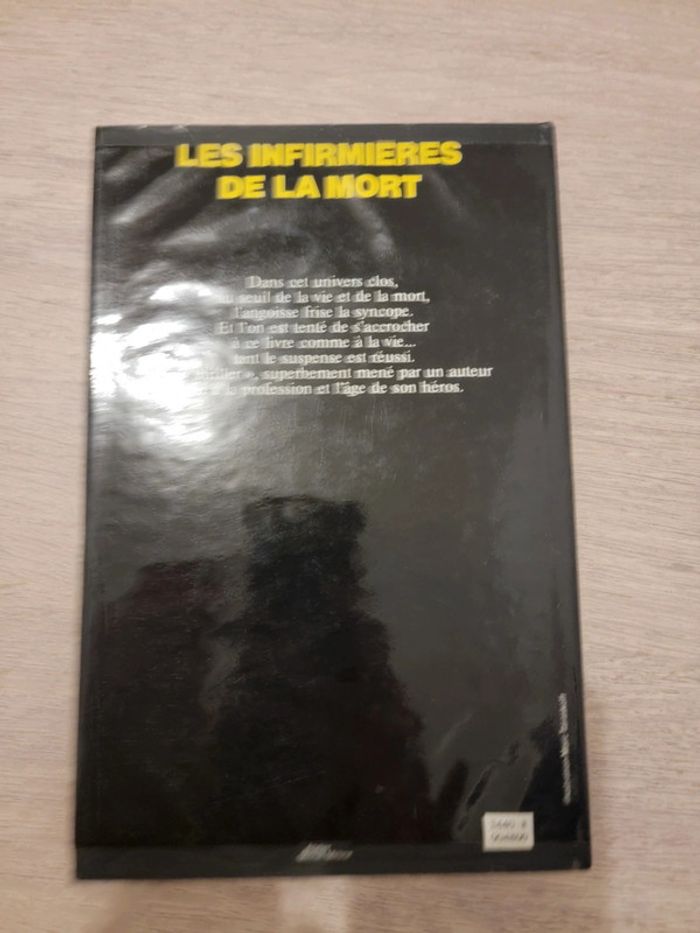 LES INFIRMIERES
DE LA MORT
Dans cet univers clos,
au seuil de la vie et de la mort,
l'angoisse frise la syncope.
Et l'on est tenté de s'accrocher
à ce livre comme à la vie...
tant le suspense est réussi.
», superbement mené par un auteur
a la profession et l'âge de son héros.